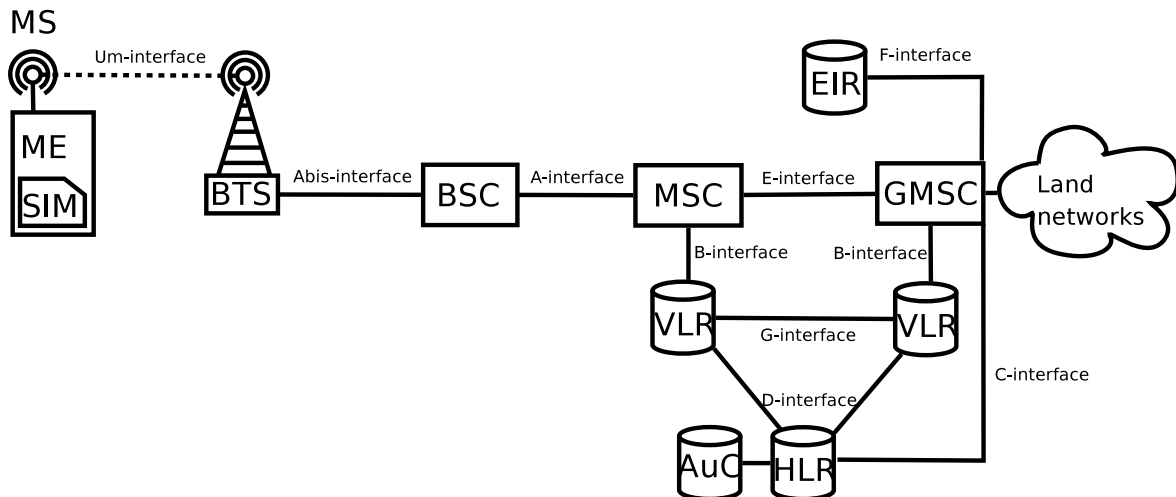 MS
Um-interface
F-interface
EIR
ME
SIM
BTS
Abis-interface
BSC
A-interface
MSC
E-interface
GMSC
Land
networks
B-interface
B-interface
VLR
VLR
G-interface
C-interface
D-interface
AuC
HLR